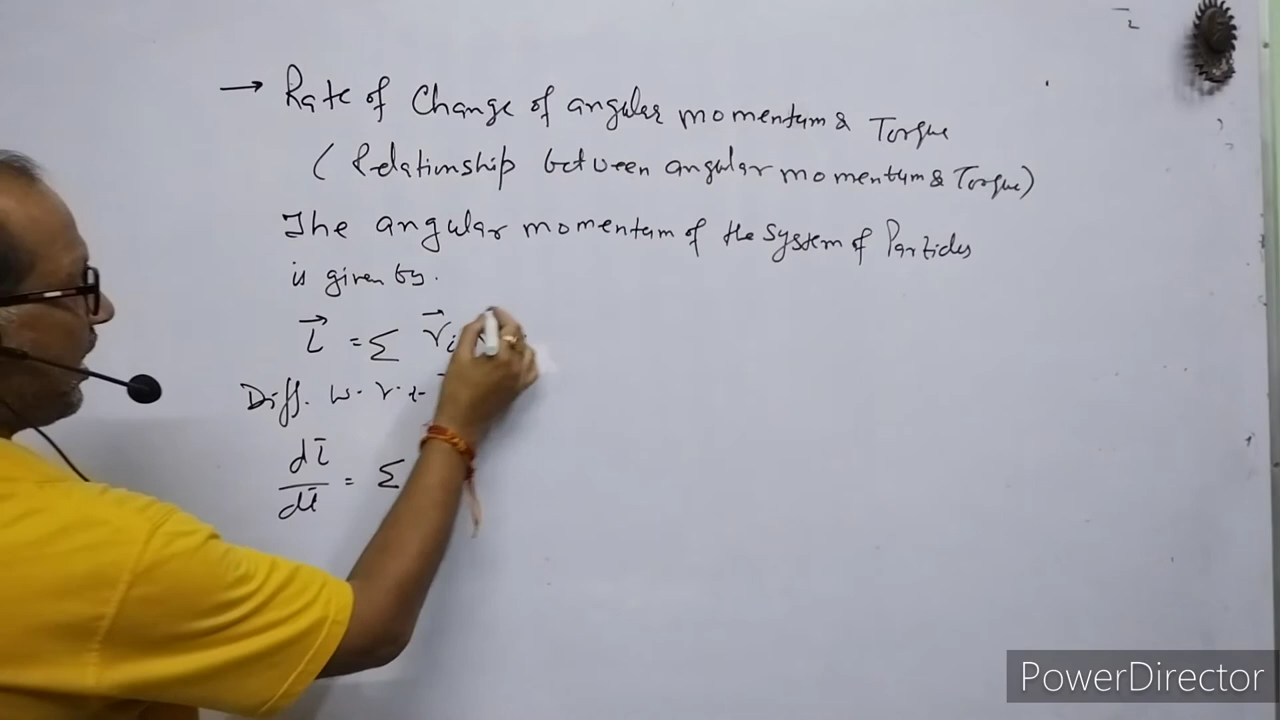 → Rate of Change of angular momentum & Torque
( Relationship between angular momentum & Torque)
The angular momentum of the system of Particles
is given by.
L⃗ = Σ r⃗i
Diff. w.r.t
dL̄/dt = Σ
PowerDirector